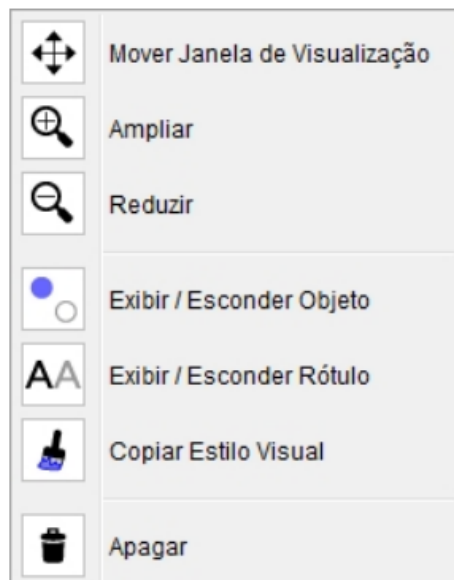 Mover Janela de Visualização
Ampliar
Reduzir
Exibir / Esconder Objeto
AA Exibir / Esconder Rótulo
Copiar Estilo Visual
Apagar